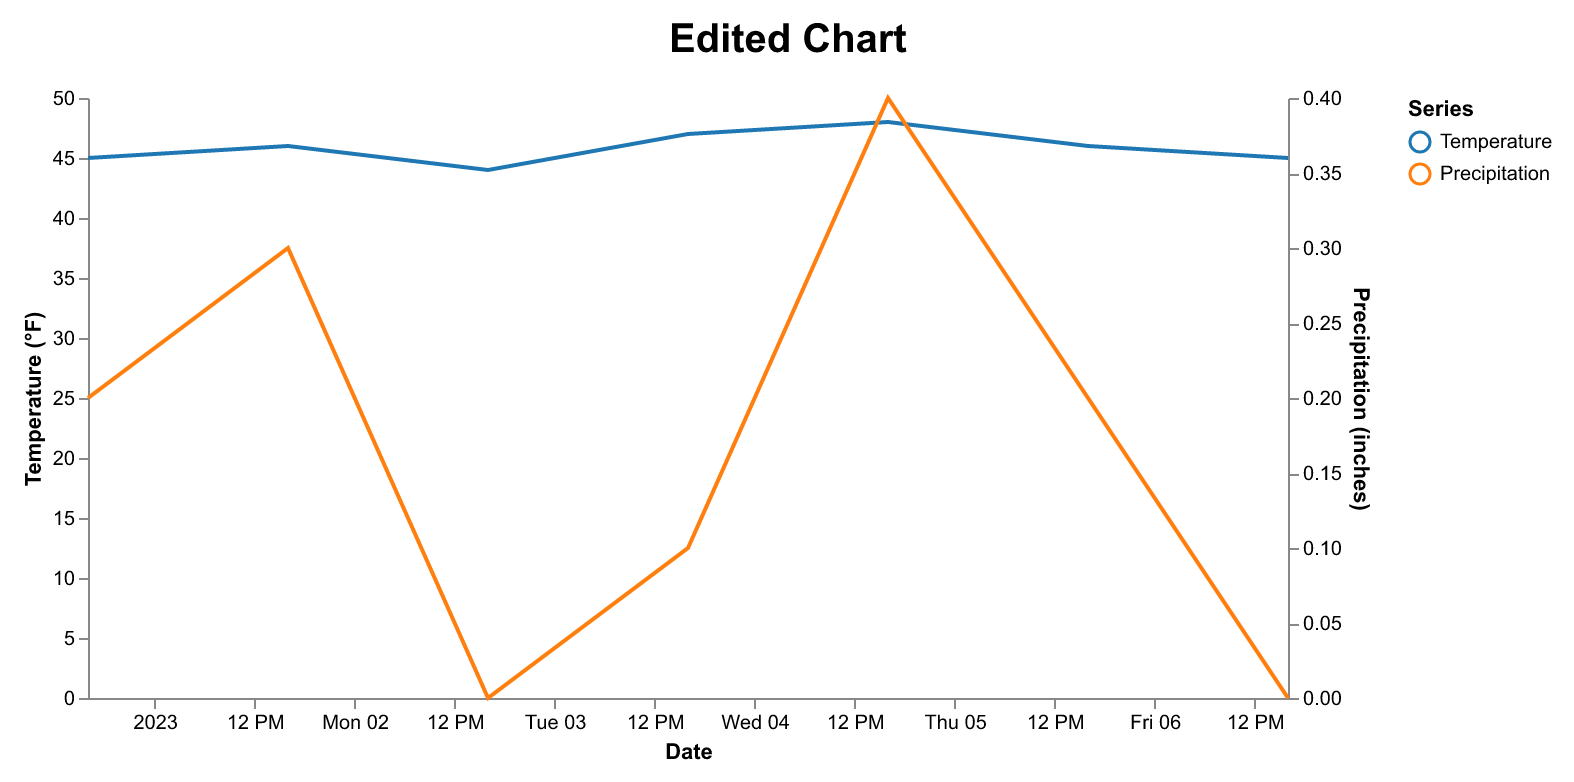 Edited Chart
50
45
40
35
30
25
20
15
10
5
0
Temperature (°F)
0.40
0.35
0.30
0.25
0.20
0.15
0.10
0.05
0.00
Precipitation (inches)
2023 12 PM Mon 02 12 PM Tue 03 12 PM Wed 04 12 PM Thu 05 12 PM Fri 06 12 PM
Date
Series
Temperature
Precipitation